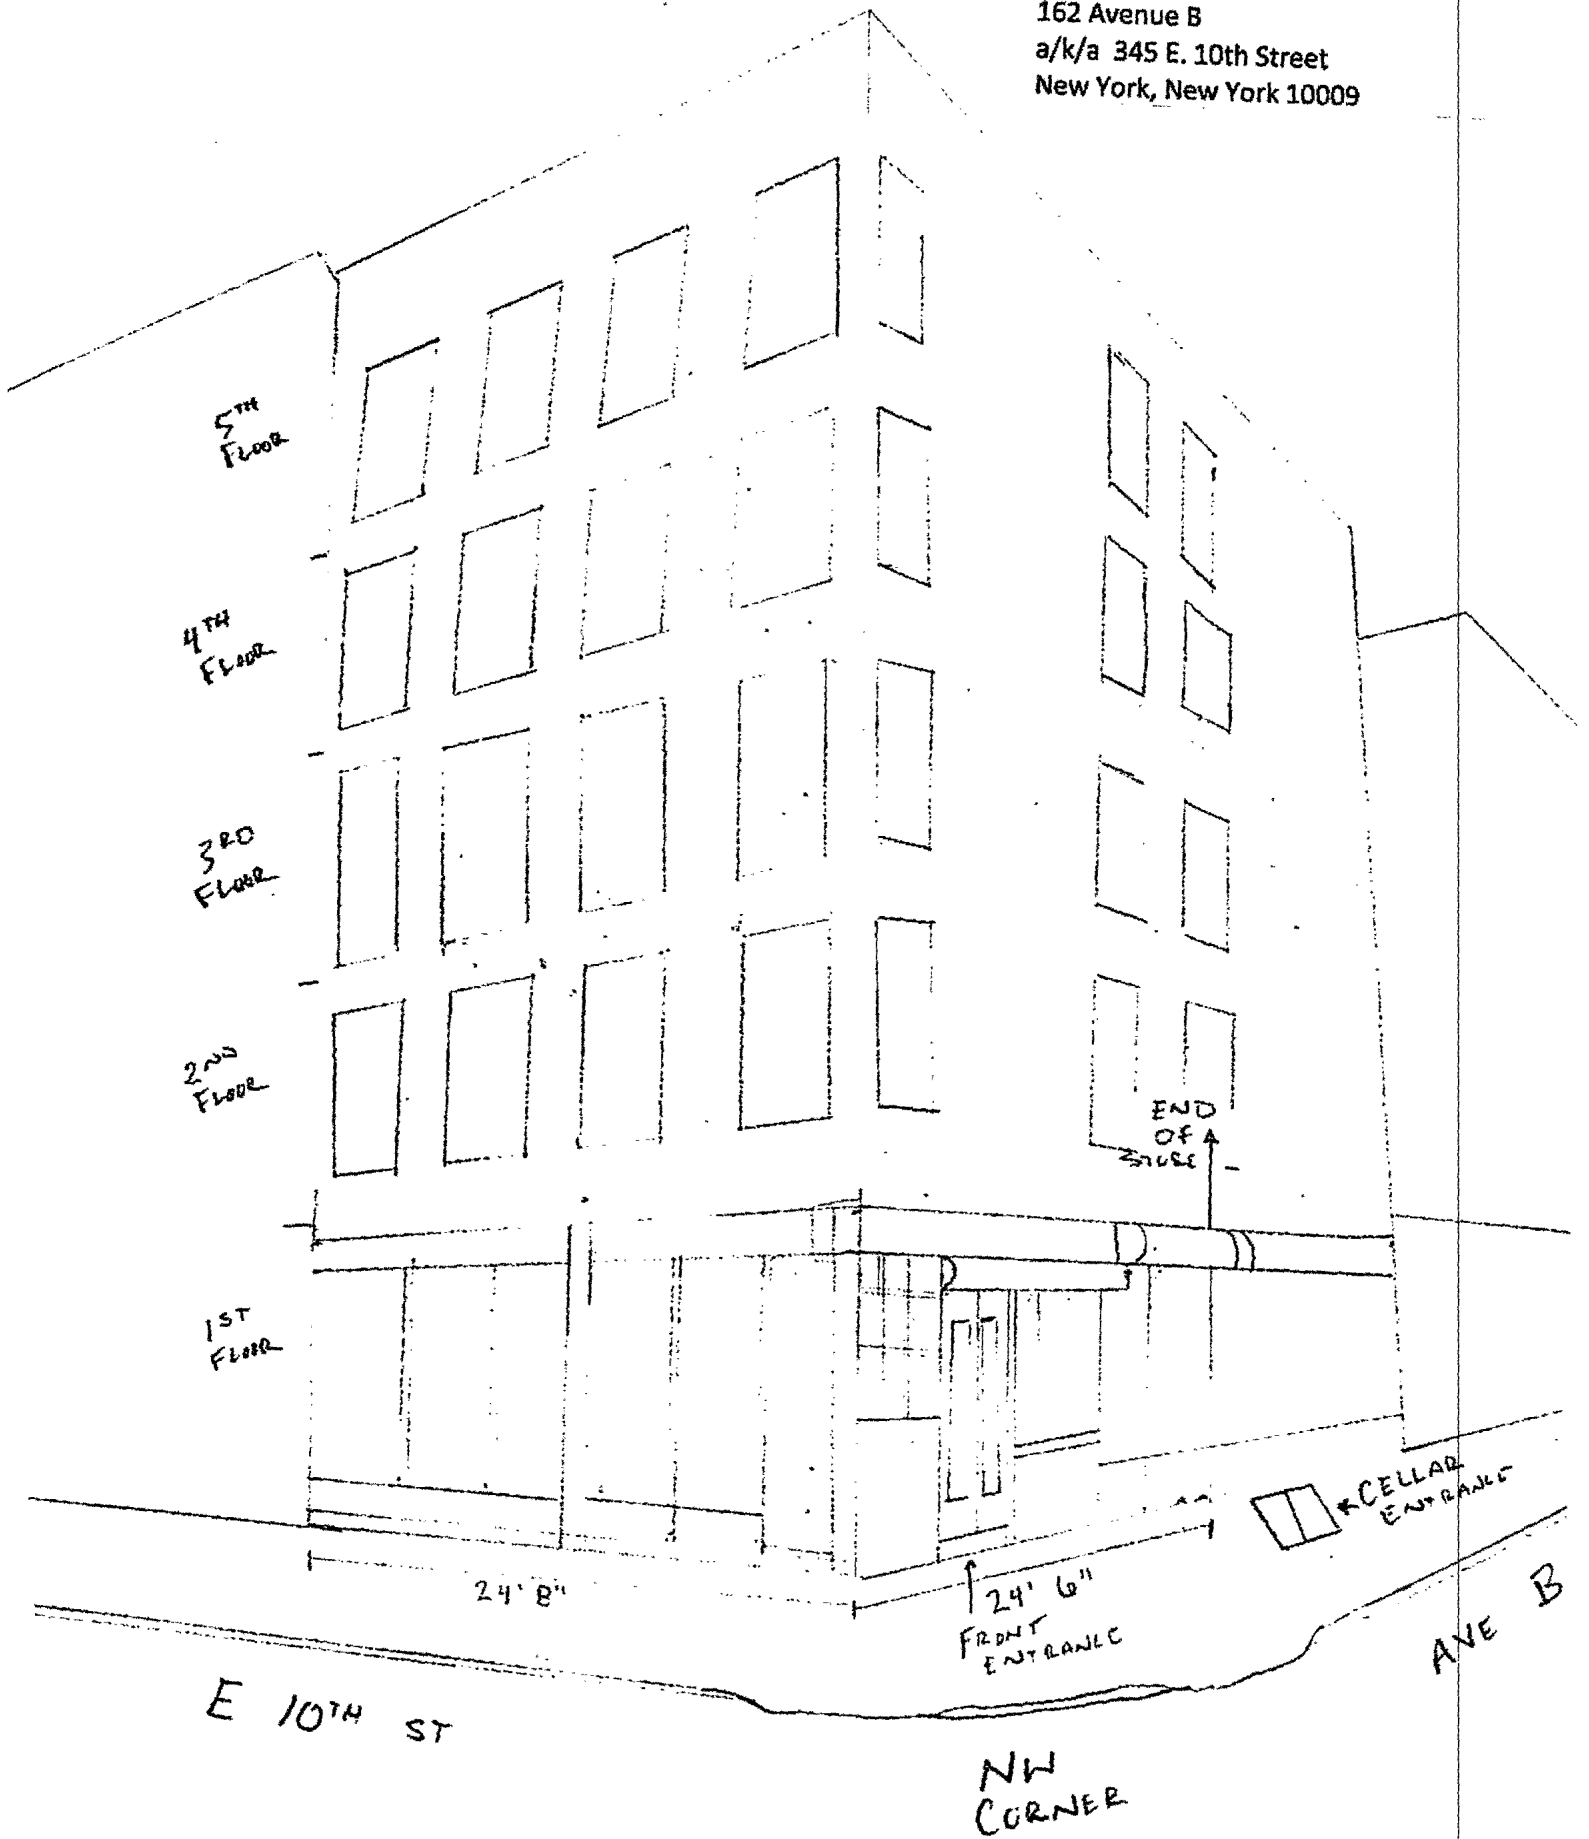 162 Avenue B
a/k/a 345 E. 10th Street
New York, New York 10009
5TH
FLOOR
4TH
FLOOR
3RD
FLOOR
2ND
FLOOR
END
OF
STORE
1ST
FLOOR
CELLAR
ENTRANCE
24' 8"
24' 6"
FRONT
ENTRANCE
AVE B
E 10TH ST
NW
CORNER